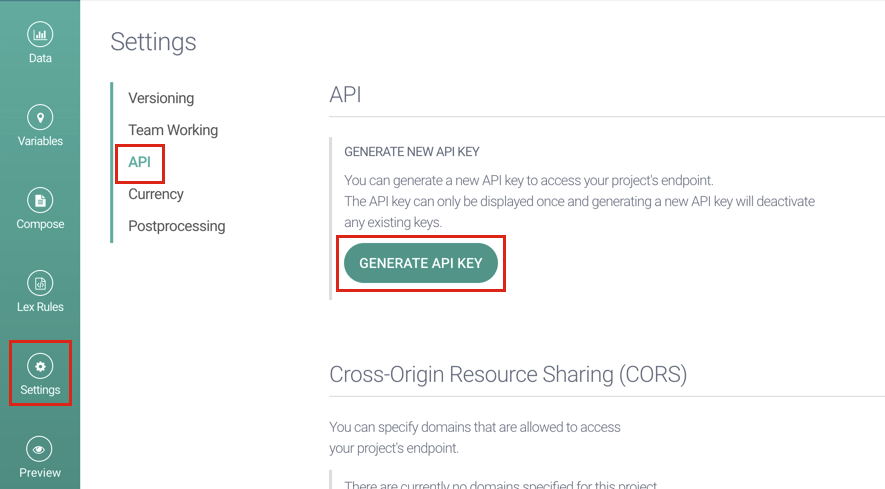 Data
Variables
Compose
Lex Rules
Settings
Preview
Settings
Versioning
Team Working
API
Currency
Postprocessing
API
GENERATE NEW API KEY
You can generate a new API key to access your project's endpoint.
The API key can only be displayed once and generating a new API key will deactivate
any existing keys.
GENERATE API KEY
Cross-Origin Resource Sharing (CORS)
You can specify domains that are allowed to access
your project's endpoint.
There are currently no domains specified for this project